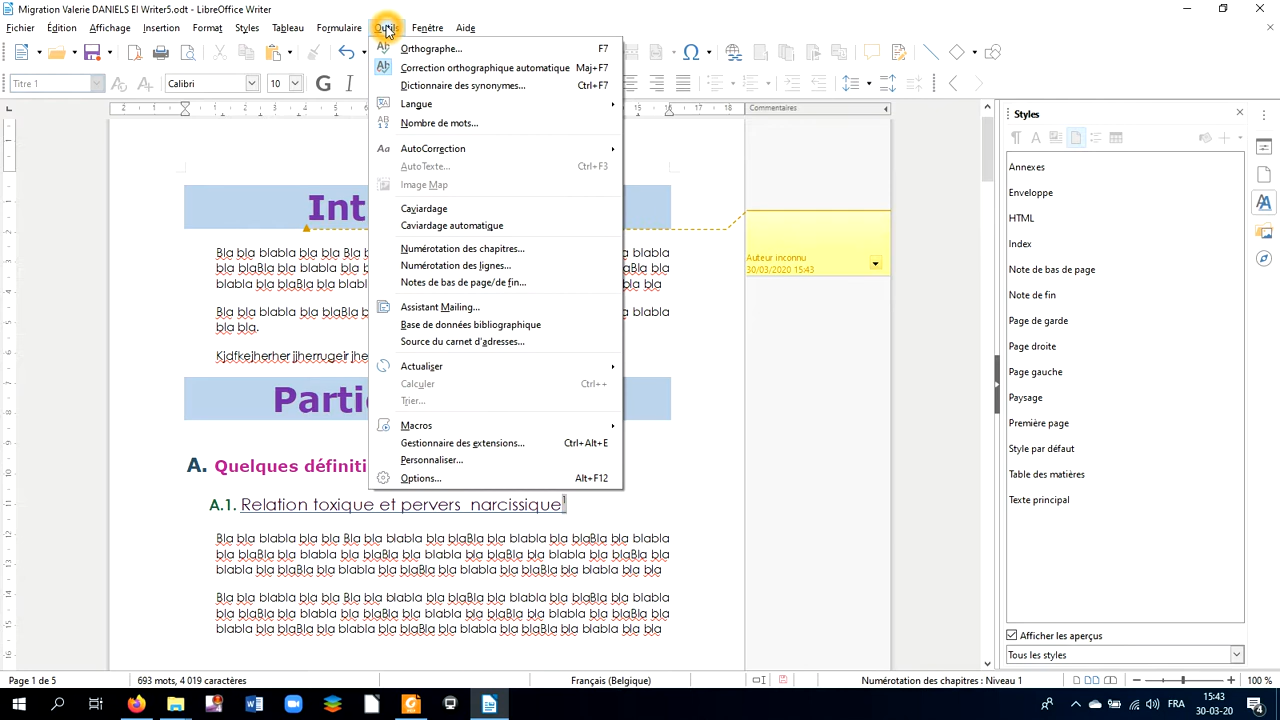 Migration Valerie DANIELS EI Writer5.odt - LibreOffice Writer
Fichier Édition Affichage Insertion Format Styles Tableau Formulaire Outils Fenêtre Aide
Titre 1 Calibri 10 G I
2 1 1 2 3 16 17 18
Commentaires
Orthographe... F7
Correction orthographique automatique Maj+F7
Dictionnaire des synonymes... Ctrl+F7
Langue
Nombre de mots...
AutoCorrection
AutoTexte... Ctrl+F3
Image Map
Caviardage
Caviardage automatique
Numérotation des chapitres...
Numérotation des lignes...
Notes de bas de page/de fin...
Assistant Mailing...
Base de données bibliographique
Source du carnet d'adresses...
Actualiser
Calculer Ctrl++
Trier...
Macros
Gestionnaire des extensions... Ctrl+Alt+E
Personnaliser...
Options... Alt+F12
Int
Parti
A. Quelques définiti
A.1. Relation toxique et pervers narcissique1
Bla bla blabla bla bla Bla bla blabla bla blabla bla blabla bla blaBla bla blabla
bla blaBla bla blabla bla blaBla bla blabla bla blabla bla blaBla bla blabla
blabla blaBla bla blabla bla blaBla bla blabla bla blabla bla blaBla bla bla
Bla bla blabla bla bla Bla bla blabla bla blabla bla blabla bla blaBla bla blabla
bla blaBla bla blabla bla blaBla bla blabla bla blabla bla blaBla bla blabla
blabla blaBla bla blabla bla blaBla bla blabla bla blabla bla blaBla bla bla
Auteur inconnu
30/03/2020 15:43
Styles
Annexes
Enveloppe
HTML
Index
Note de bas de page
Note de fin
Page de garde
Page droite
Page gauche
Paysage
Première page
Style par défaut
Table des matières
Texte principal
Afficher les aperçus
Tous les styles
Page 1 de 5 693 mots, 4 019 caractères Français (Belgique) Numérotation des chapitres : Niveau 1 100 %
FRA 15:43
30-03-20